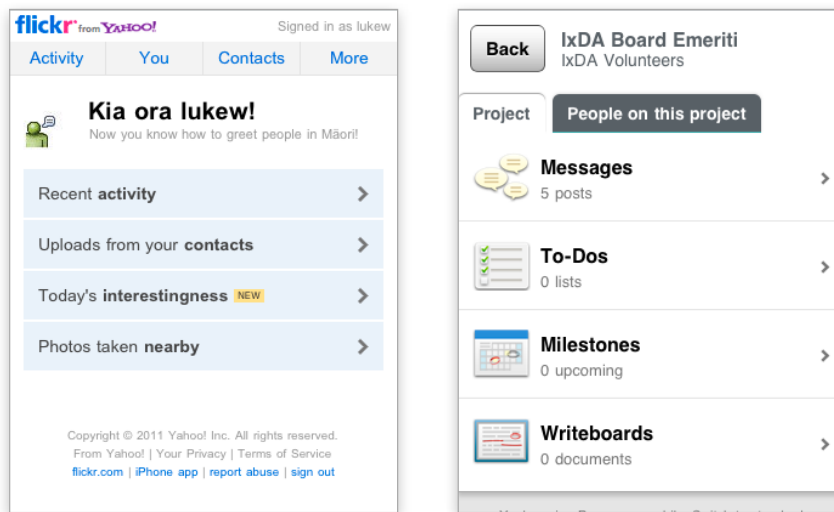 flickr from YAHOO!
Signed in as lukew
Activity You Contacts More
Kia ora lukew!
Now you know how to greet people in Māori!
Recent activity
Uploads from your contacts
Today's interestingness NEW
Photos taken nearby
Copyright © 2011 Yahoo! Inc. All rights reserved.
From Yahoo! | Your Privacy | Terms of Service
flickr.com | iPhone app | report abuse | sign out
Back
IxDA Board Emeriti
IxDA Volunteers
Project
People on this project
Messages
5 posts
To-Dos
0 lists
Milestones
0 upcoming
Writeboards
0 documents